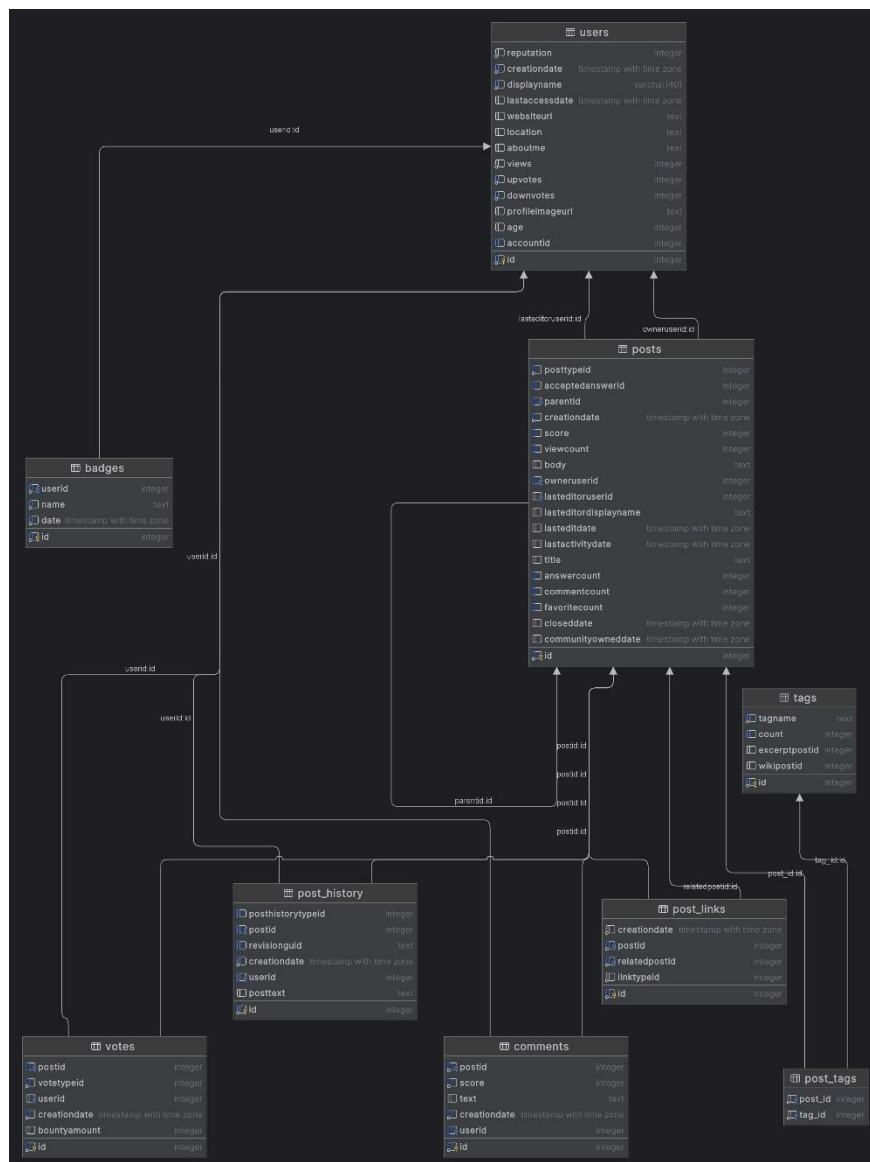 users
reputation integer
creationdate timestamp with time zone
displayname varchar(40)
lastaccessdate timestamp with time zone
websiteurl text
location text
aboutme text
views integer
upvotes integer
downvotes integer
profileimageurl text
age integer
accountid integer
id integer
userid:id
lasteditoruserid:id
owneruserid:id
posts
posttypeid integer
acceptedanswerid integer
parentid integer
creationdate timestamp with time zone
score integer
viewcount integer
body text
owneruserid integer
lasteditoruserid integer
lasteditordisplayname text
lasteditdate timestamp with time zone
lastactivitydate timestamp with time zone
title text
answercount integer
commentcount integer
favoritecount integer
closeddate timestamp with time zone
communityowneddate timestamp with time zone
id integer
badges
userid integer
name text
date timestamp with time zone
id integer
userid:id
userid:id
userid:id
tags
tagname text
count integer
excerptpostid integer
wikipostid integer
id integer
postid:id
postid:id
postid:id
postid:id
parentid:id
tag_id:id
post_id:id
relatedpostid:id
post_history
posthistorytypeid integer
postid integer
revisionguid text
creationdate timestamp with time zone
userid integer
posttext text
id integer
post_links
creationdate timestamp with time zone
postid integer
relatedpostid integer
linktypeid integer
id integer
votes
postid integer
votetypeid integer
userid integer
creationdate timestamp with time zone
bountyamount integer
id integer
comments
postid integer
score integer
text text
creationdate timestamp with time zone
userid integer
id integer
post_tags
post_id integer
tag_id integer